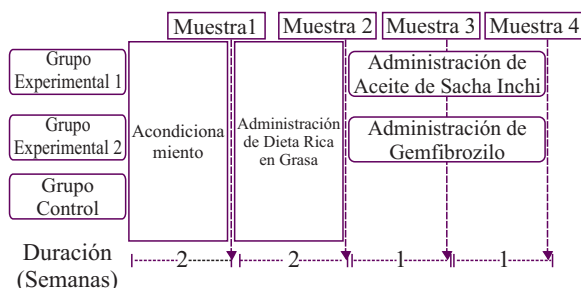 Muestra1 Muestra 2 Muestra 3 Muestra 4
Grupo
Experimental 1
Grupo
Experimental 2
Grupo
Control
Acondiciona
miento
Administración
de Dieta Rica
en Grasa
Administración de
Aceite de Sacha Inchi
Administración de
Gemfibrozilo
Duración
(Semanas)
2 2 1 1